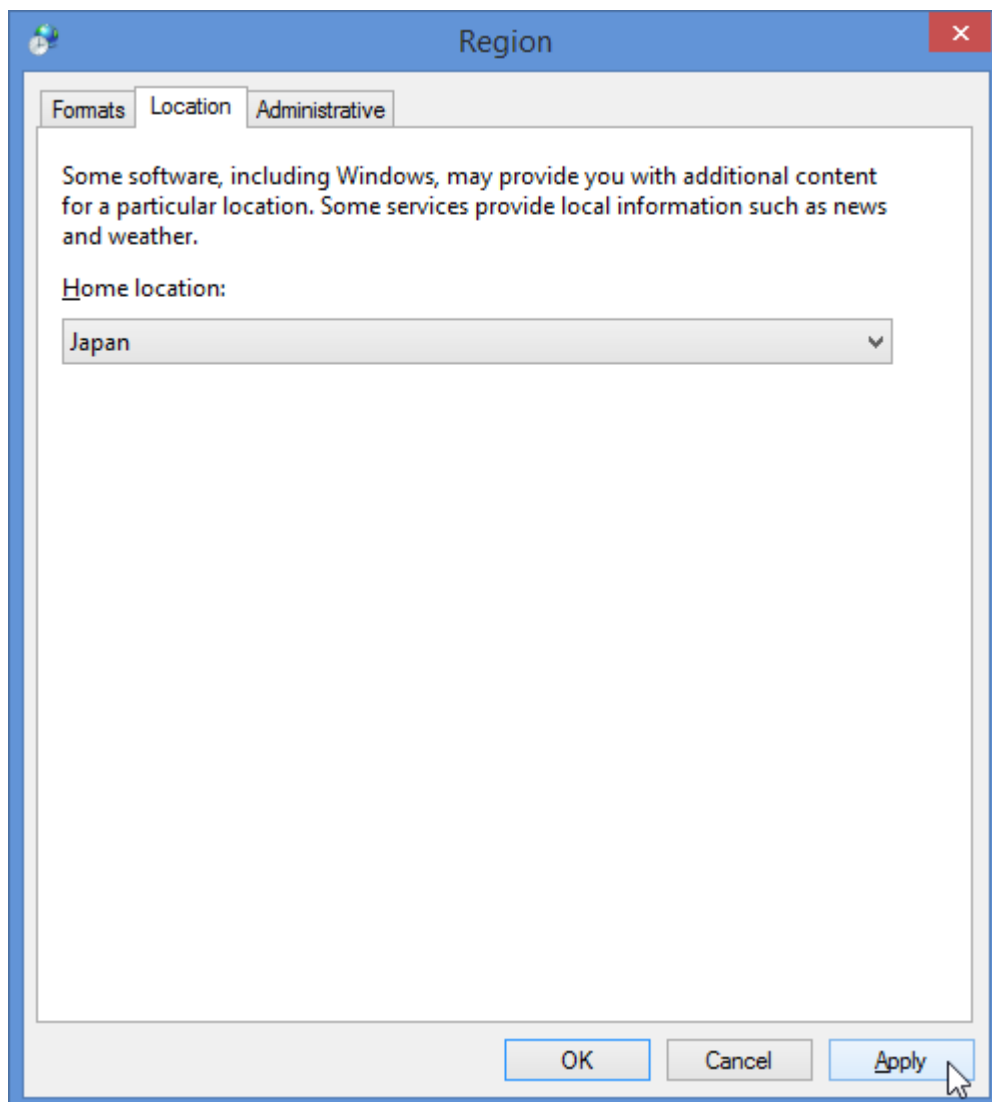 Region
Formats
Location
Administrative
Some software, including Windows, may provide you with additional content
for a particular location. Some services provide local information such as news
and weather.
Home location:
Japan
OK
Cancel
Apply